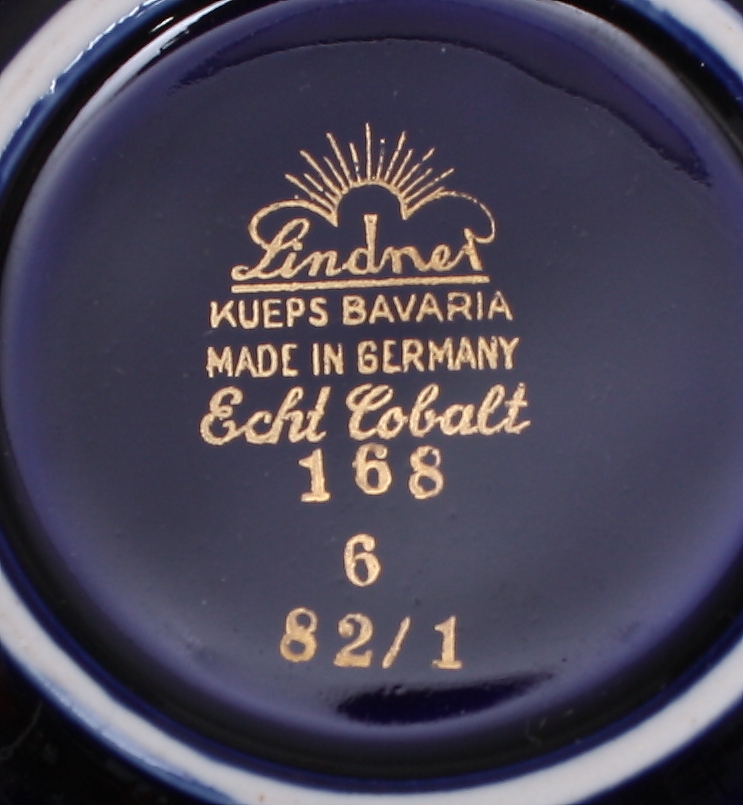 Lindner
KUEPS BAVARIA
MADE IN GERMANY
Echt Cobalt
168
6
82/1